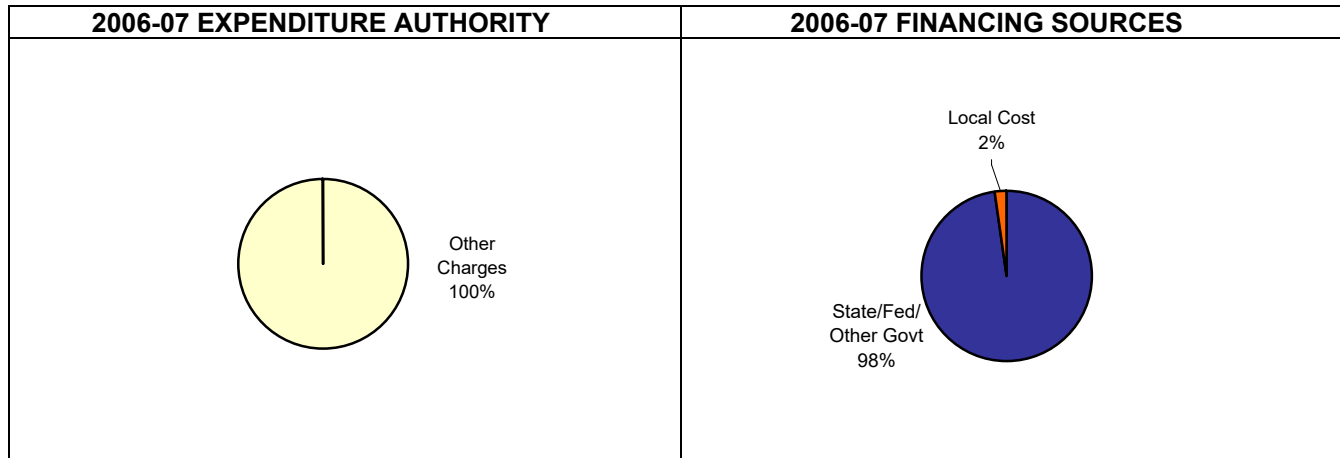 2006-07 EXPENDITURE AUTHORITY
2006-07 FINANCING SOURCES
Other
Charges
100%
Local Cost
2%
State/Fed/
Other Govt
98%